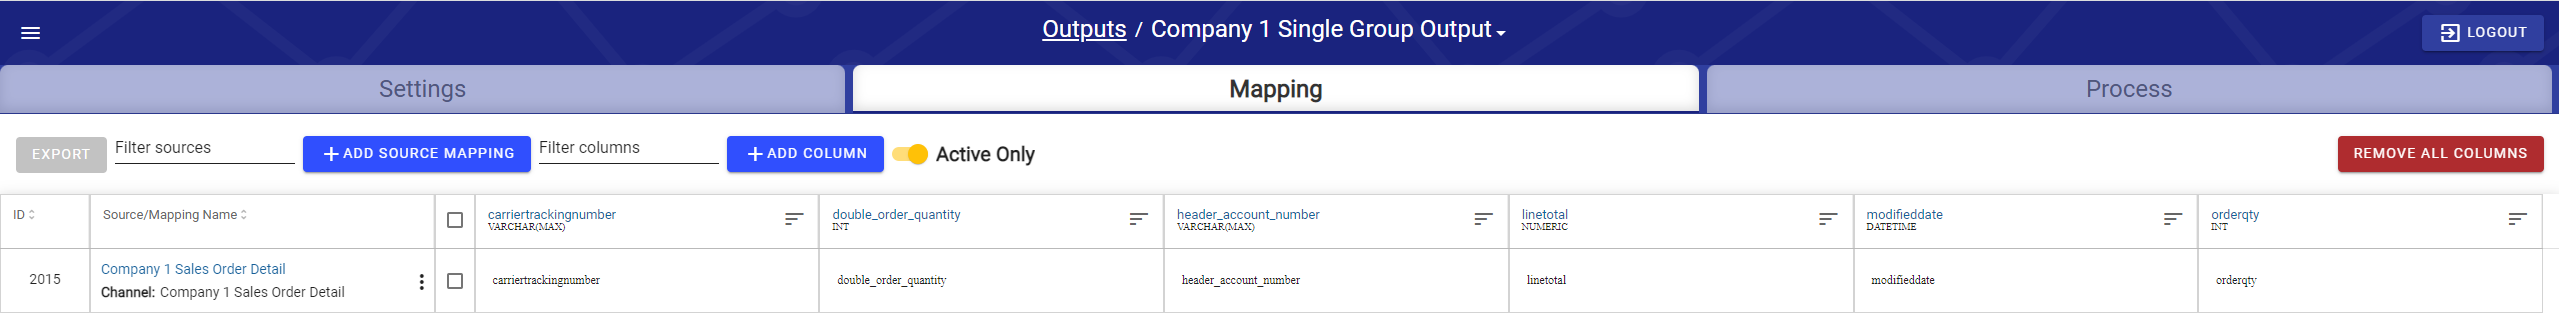 Outputs / Company 1 Single Group Output
LOGOUT
Settings
Mapping
Process
EXPORT
Filter sources
ADD SOURCE MAPPING
Filter columns
ADD COLUMN
Active Only
REMOVE ALL COLUMNS
ID
Source/Mapping Name
carriertrackingnumber
VARCHAR(MAX)
double_order_quantity
INT
header_account_number
VARCHAR(MAX)
linetotal
NUMERIC
modifieddate
DATETIME
orderqty
INT
2015
Company 1 Sales Order Detail
Channel: Company 1 Sales Order Detail
carriertrackingnumber
double_order_quantity
header_account_number
linetotal
modifieddate
orderqty